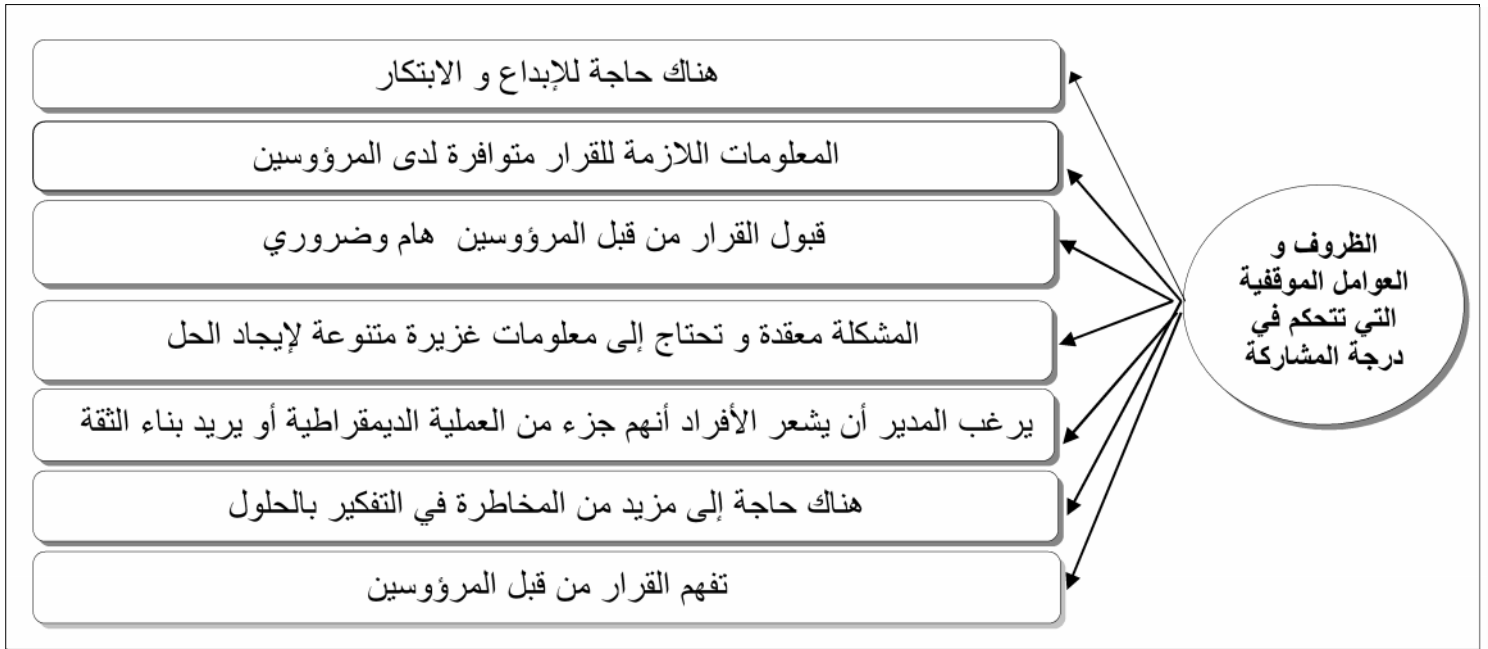 هناك حاجة للإبداع و الابتكار
المعلومات اللازمة للقرار متوافرة لدى المرؤوسين
قبول القرار من قبل المرؤوسين هام وضروري
المشكلة معقدة و تحتاج إلى معلومات غزيرة متنوعة لإيجاد الحل
يرغب المدير أن يشعر الأفراد أنهم جزء من العملية الديمقراطية أو يريد بناء الثقة
هناك حاجة إلى مزيد من المخاطرة في التفكير بالحلول
تفهم القرار من قبل المرؤوسين
الظروف و
العوامل الموقفية
التي تتحكم في
درجة المشاركة